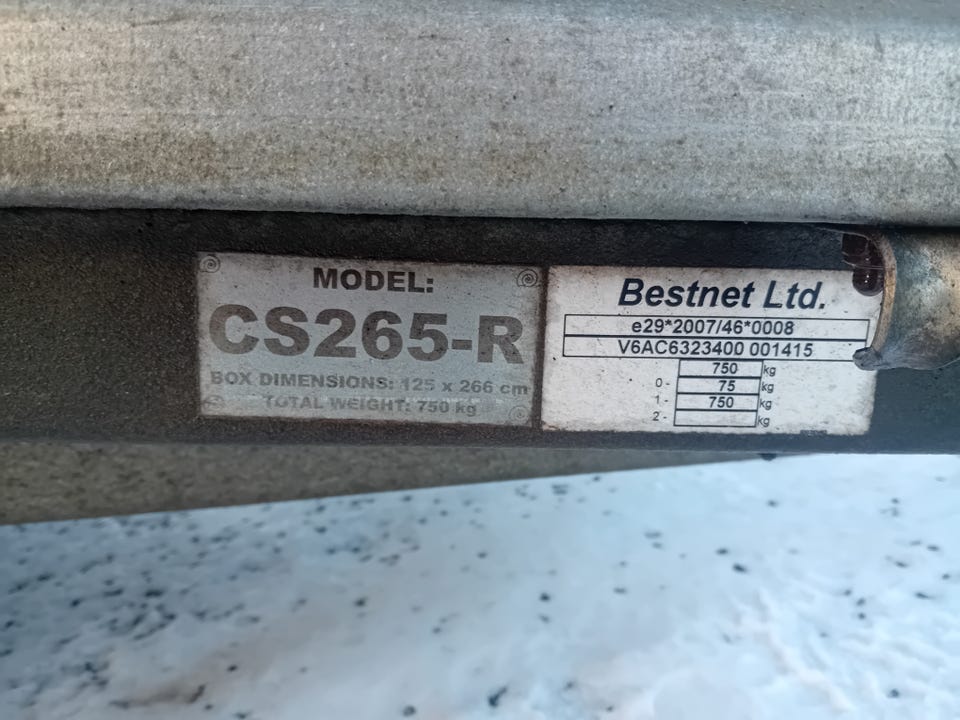 MODEL:
CS265-R
BOX DIMENSIONS: 125 x 266 cm
TOTAL WEIGHT: 750 kg
Bestnet Ltd.
e29*2007/46*0008
V6AC6323400 001415
750 kg
0 - 75 kg
1 - 750 kg
2 - kg